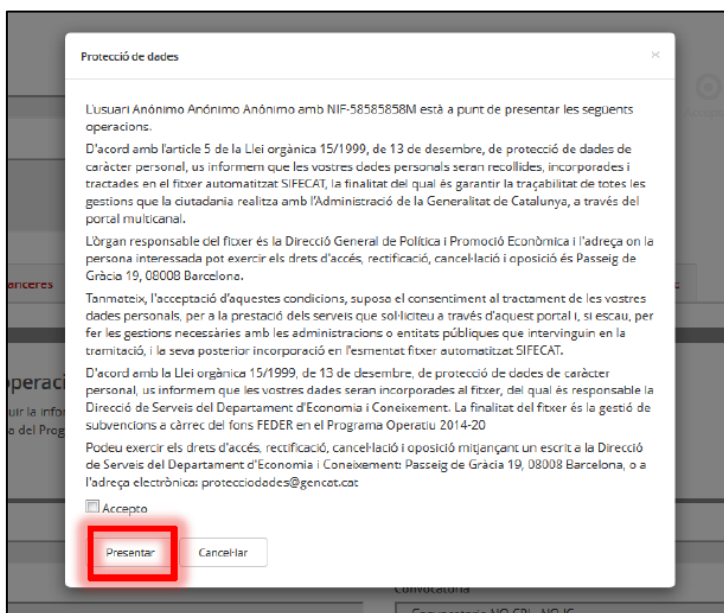 Protecció de dades
×
L'usuari Anónimo Anónimo Anónimo amb NIF-58585858M està a punt de presentar les següents
operacions.
D'acord amb l'article 5 de la Llei orgànica 15/1999, de 13 de desembre, de protecció de dades de
caràcter personal, us informem que les vostres dades personals seran recollides, incorporades i
tractades en el fitxer automatitzat SIFECAT, la finalitat del qual és garantir la traçabilitat de totes les
gestions que la ciutadania realitza amb l'Administració de la Generalitat de Catalunya, a través del
portal multicanal.
L'òrgan responsable del fitxer és la Direcció General de Política i Promoció Econòmica i l'adreça on la
persona interessada pot exercir els drets d'accés, rectificació, cancel·lació i oposició és Passeig de
Gràcia 19, 08008 Barcelona.
anceres
Tanmateix, l'acceptació d'aquestes condicions, suposa el consentiment al tractament de les vostres
dades personals, per a la prestació dels serveis que sol·liciteu a través d'aquest portal i, si escau, per
fer les gestions necessàries amb les administracions o entitats públiques que intervinguin en la
tramitació, i la seva posterior incorporació en l'esmentat fitxer automatitzat SIFECAT.
D'acord amb la Llei orgànica 15/1999, de 13 de desembre, de protecció de dades de caràcter
personal, us informem que les vostres dades seran incorporades al fitxer, del qual és responsable la
Direcció de Serveis del Departament d'Economia i Coneixement. La finalitat del fitxer és la gestió de
subvencions a càrrec del fons FEDER en el Programa Operatiu 2014-20
operaci
uir la infor
a del Prog
Podeu exercir els drets d'accés, rectificació, cancel·lació i oposició mitjançant un escrit a la Direcció
de Serveis del Departament d'Economia i Coneixement: Passeig de Gràcia 19, 08008 Barcelona, o a
l'adreça electrònica: protecciodades@gencat.cat
Accepto
Presentar
Cancel·lar
Convocatòria